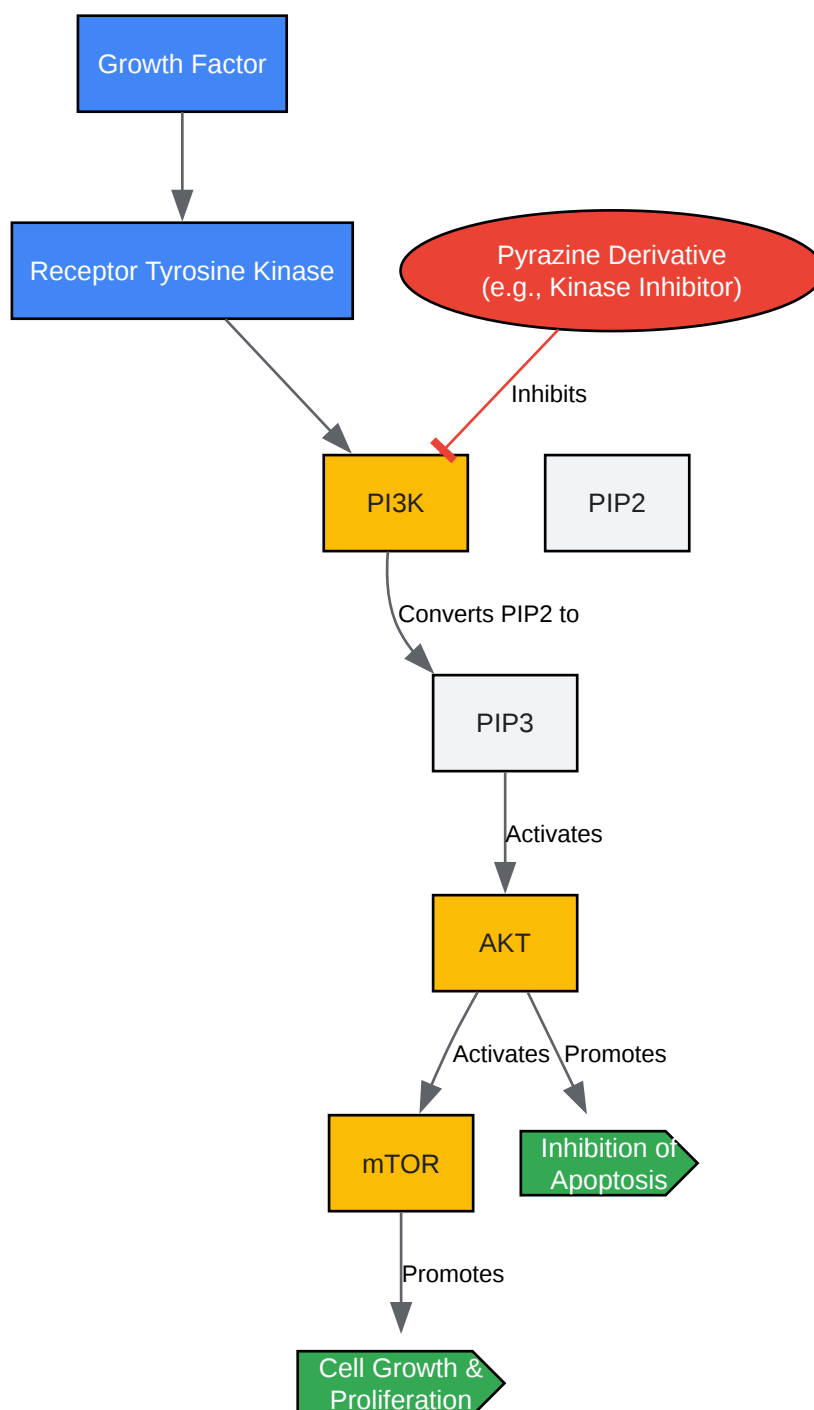 Growth Factor
Receptor Tyrosine Kinase
Pyrazine Derivative
(e.g., Kinase Inhibitor)
Inhibits
PI3K
PIP2
Converts PIP2 to
PIP3
Activates
AKT
Activates
Promotes
mTOR
Inhibition of
Apoptosis
Promotes
Cell Growth &
Proliferation